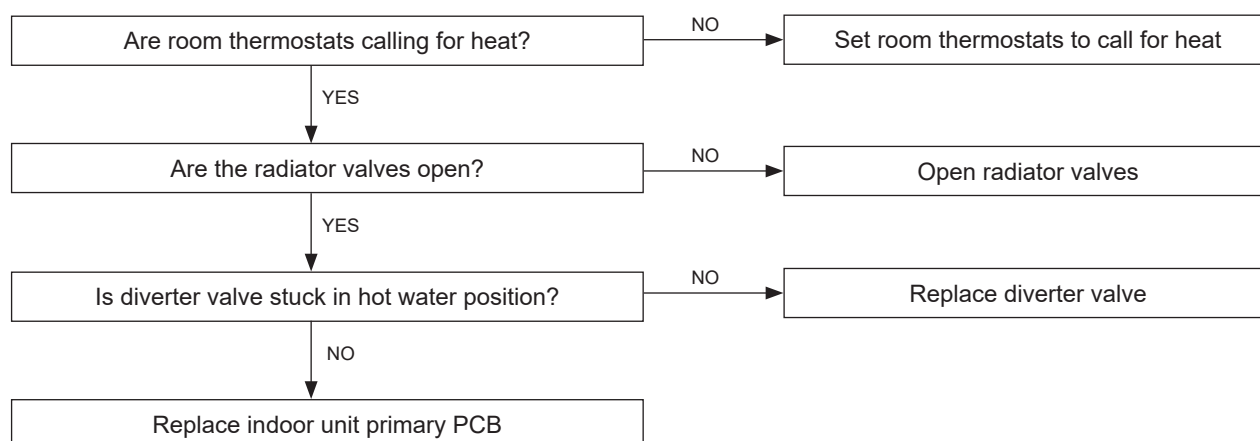 Are room thermostats calling for heat?
NO
Set room thermostats to call for heat
YES
Are the radiator valves open?
NO
Open radiator valves
YES
Is diverter valve stuck in hot water position?
NO
Replace diverter valve
NO
Replace indoor unit primary PCB